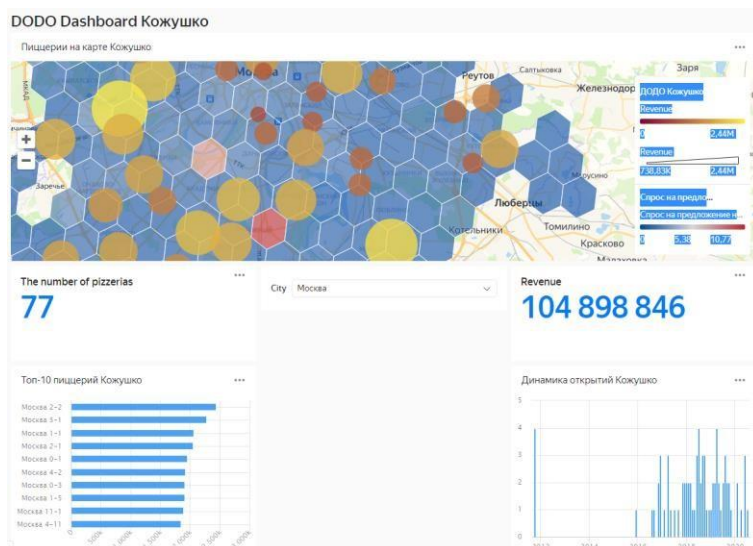 DODO Dashboard Кожушко
Пиццерии на карте Кожушко
Москва
Реутов
Салтыковка
Заря
Железнодор
ДОДО Кожушко
Revenue
0 2,44M
Revenue
738,83K 2,44M
Спрос на предло...
Спрос на предложение н...
0 5,38 10,77
МКАД
+
−
Заречье
Люберцы
Котельники
Томилино
Красково
Малаховка
The number of pizzerias
77
City Москва
Revenue
104 898 846
Топ-10 пиццерий Кожушко
Москва 2-2
Москва 3-1
Москва 1-1
Москва 2-1
Москва 0-1
Москва 4-2
Москва 0-3
Москва 1-5
Москва 11-1
Москва 4-11
0
500k
Динамика открытий Кожушко
5
4
3
2
1
0